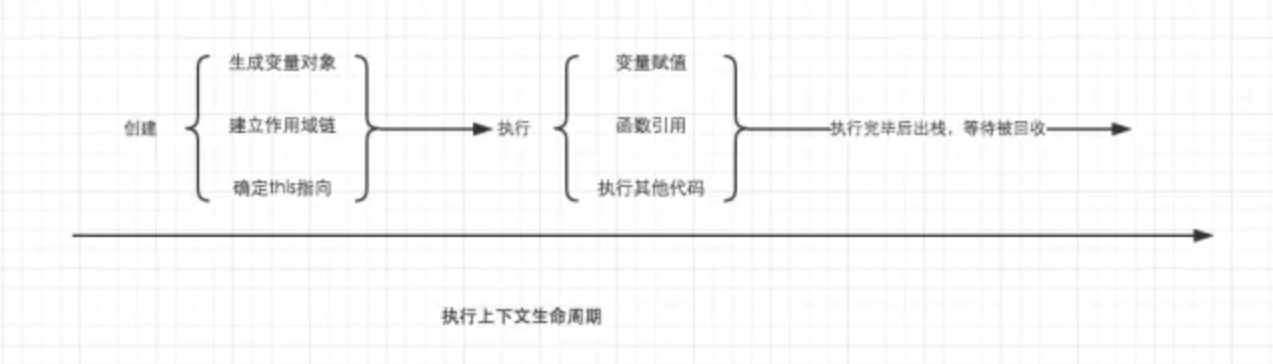 创建
生成变量对象
建立作用域链
确定this指向
执行
变量赋值
函数引用
执行其他代码
执行完毕后出栈，等待被回收
执行上下文生命周期